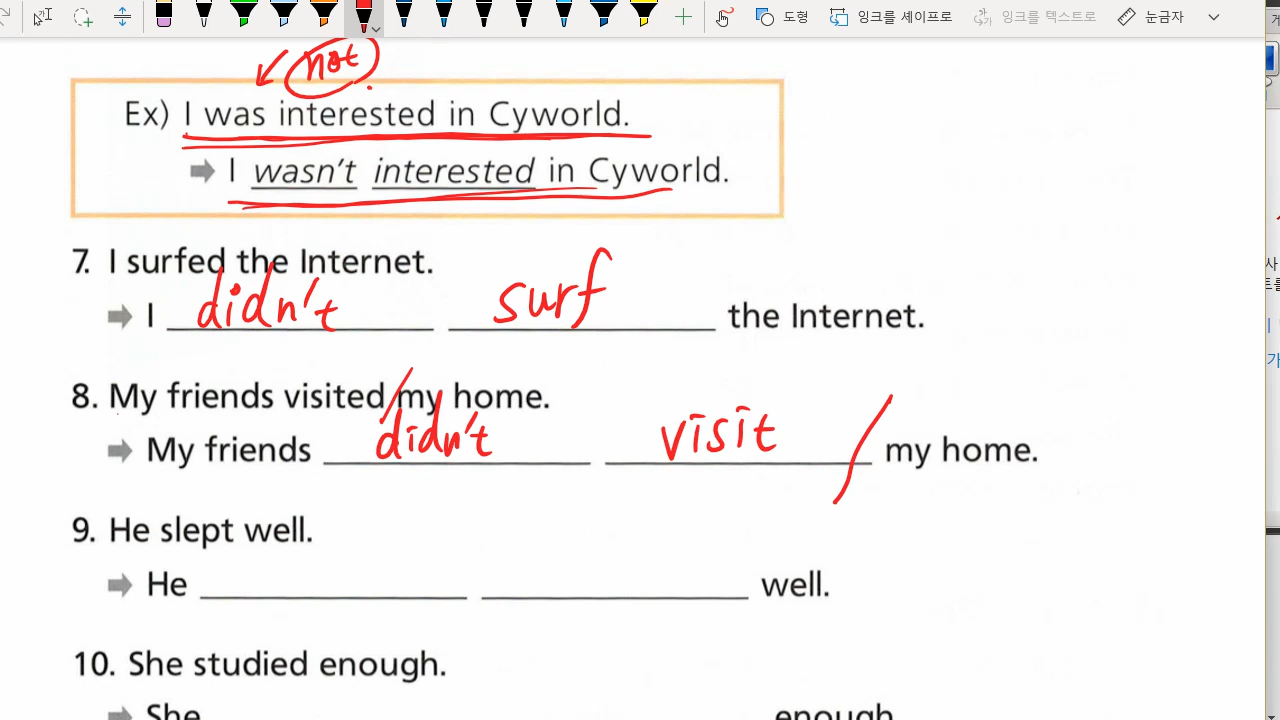 도형 잉크를 셰이프로 잉크를 텍스트로 눈금자
not
Ex) I was interested in Cyworld.
➡ I wasn't interested in Cyworld.
7. I surfed the Internet.
➡ I didn't surf the Internet.
8. My friends visited my home.
➡ My friends didn't visit my home.
9. He slept well.
➡ He ________ ________ well.
10. She studied enough.
➡ She ________ enough